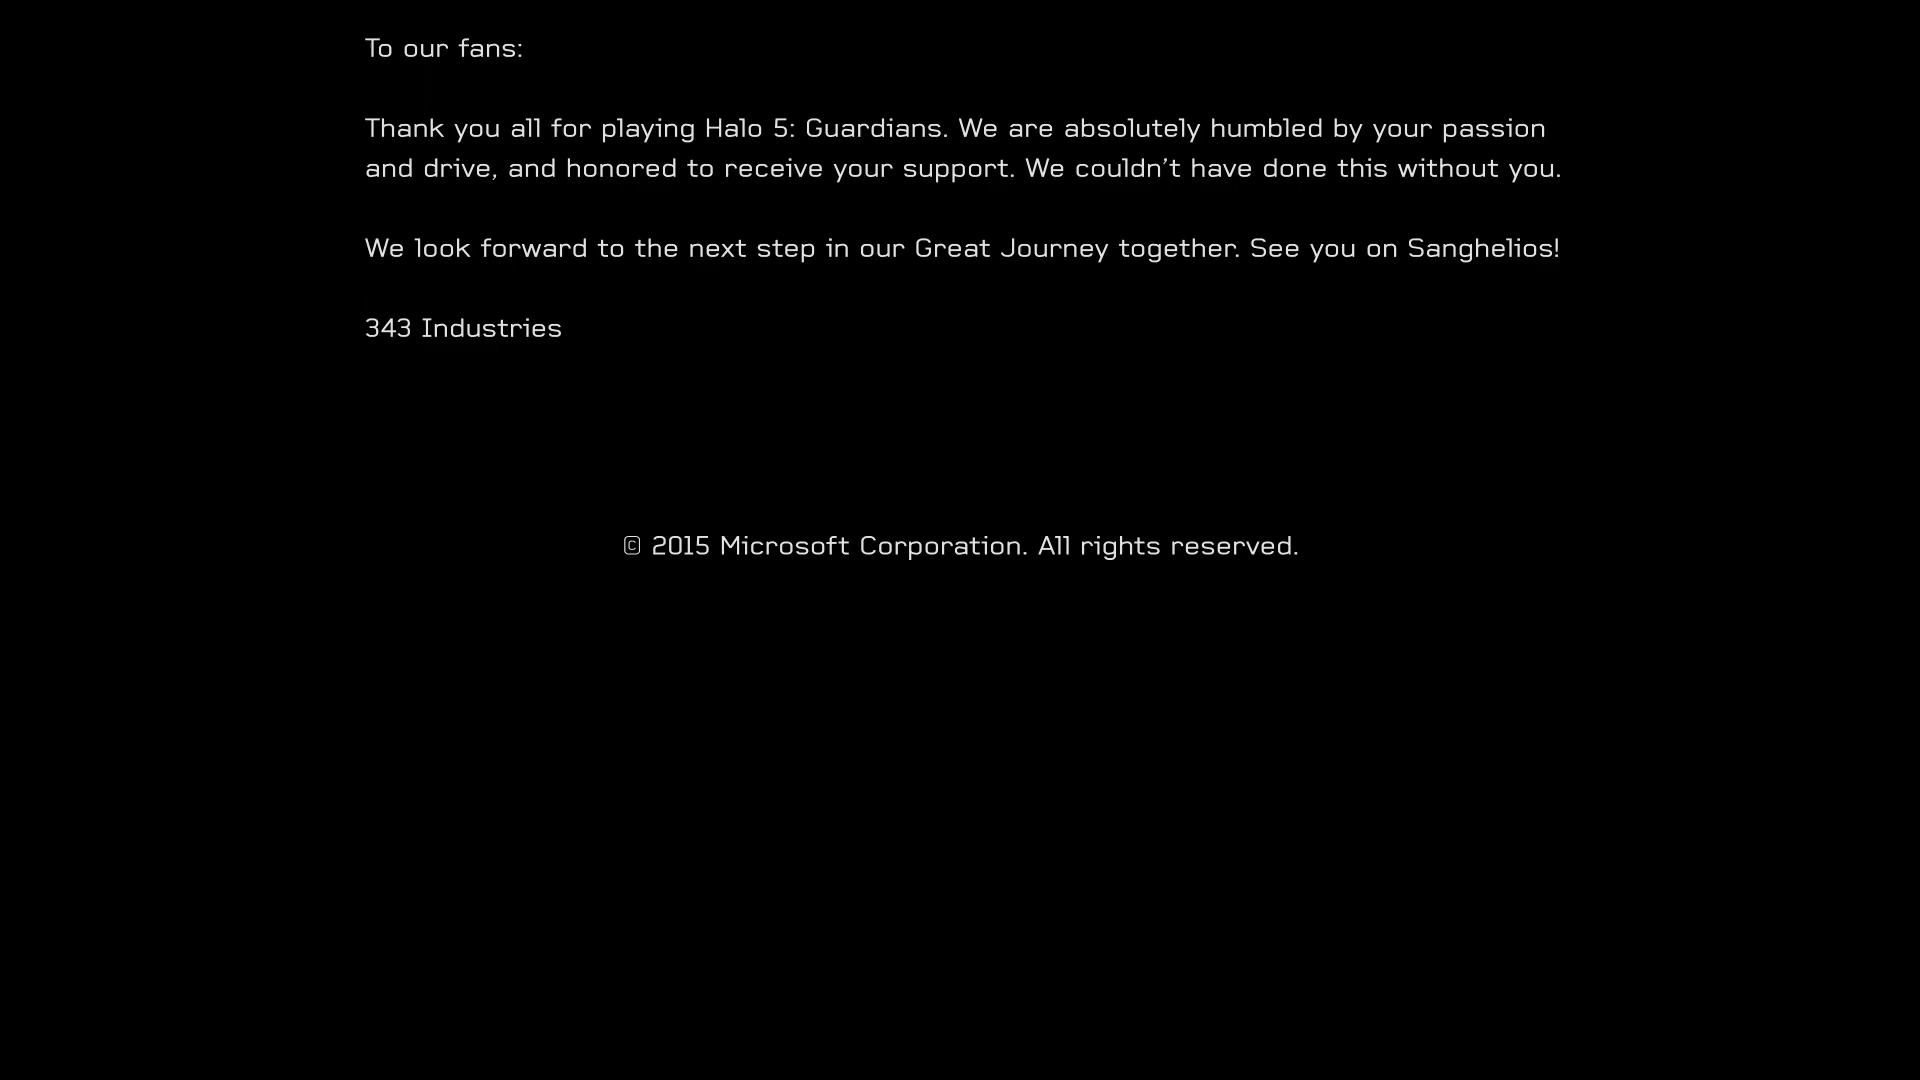 To our fans:
Thank you all for playing Halo 5: Guardians. We are absolutely humbled by your passion
and drive, and honored to receive your support. We couldn’t have done this without you.
We look forward to the next step in our Great Journey together. See you on Sanghelios!
343 Industries
© 2015 Microsoft Corporation. All rights reserved.